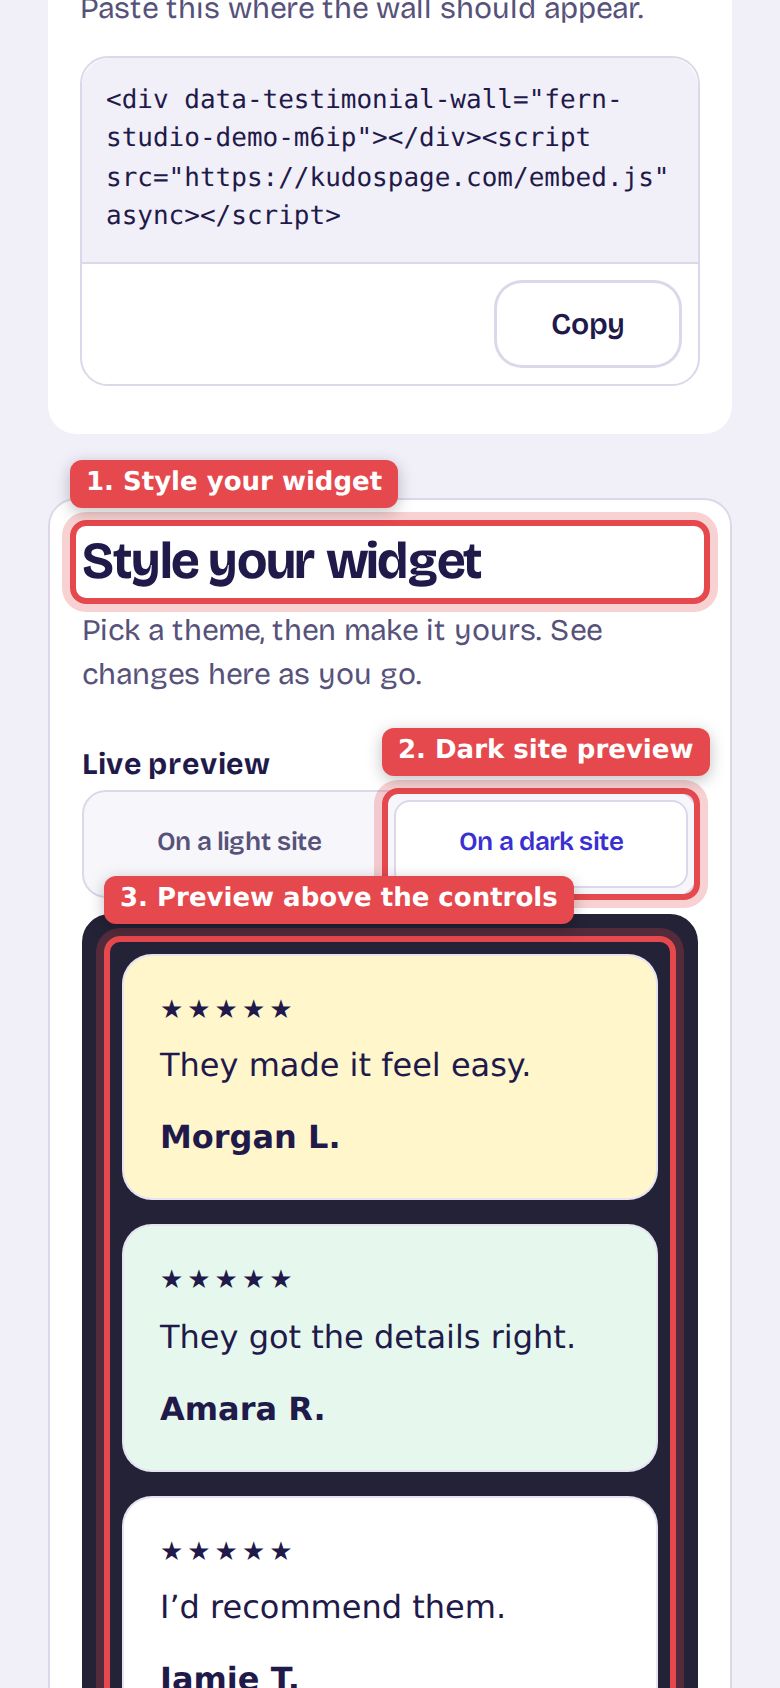 Paste this where the wall should appear.
<div data-testimonial-wall="fern-
studio-demo-m6ip"></div><script
src="https://kudospage.com/embed.js"
async></script>
Copy
1. Style your widget
Style your widget
Pick a theme, then make it yours. See
changes here as you go.
2. Dark site preview
Live preview
On a light site
On a dark site
3. Preview above the controls
★★★★★
They made it feel easy.
Morgan L.
★★★★★
They got the details right.
Amara R.
★★★★★
I’d recommend them.
Jamie T.